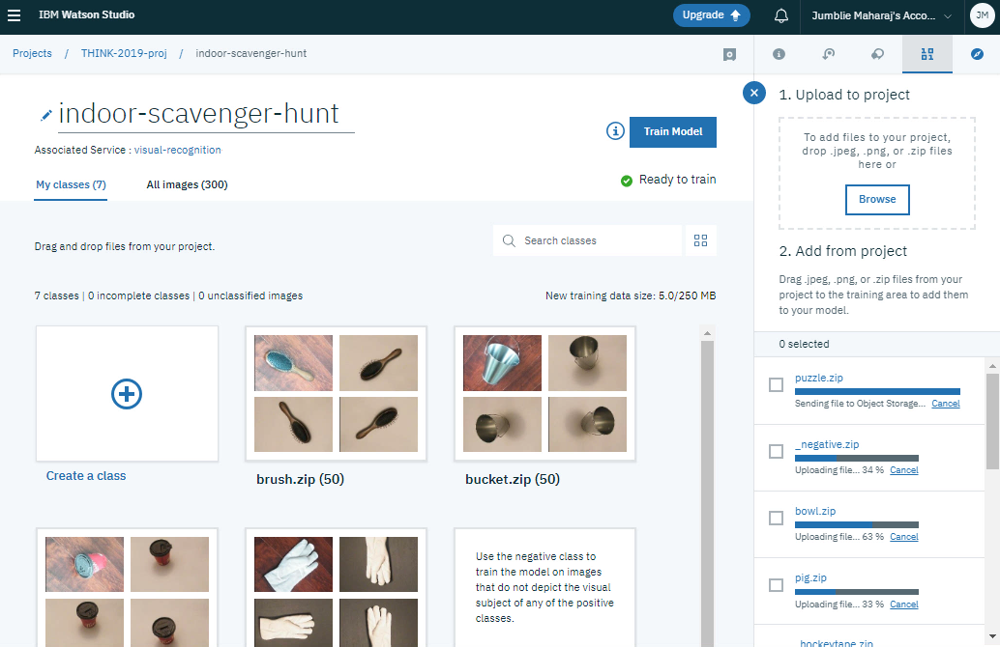 IBM Watson Studio
Upgrade
Jumblie Maharaj's Acco...
JM
Projects / THINK-2019-proj / indoor-scavenger-hunt
indoor-scavenger-hunt
Train Model
Associated Service : visual-recognition
My classes (7)
All images (300)
Ready to train
Drag and drop files from your project.
Search classes
7 classes | 0 incomplete classes | 0 unclassified images
New training data size: 5.0/250 MB
Create a class
brush.zip (50)
bucket.zip (50)
Use the negative class to
train the model on images
that do not depict the visual
subject of any of the positive
classes.
1. Upload to project
To add files to your project,
drop .jpeg, .png, or .zip files
here or
Browse
2. Add from project
Drag .jpeg, .png, or .zip files from your
project to the training area to add them
to your model.
0 selected
puzzle.zip
Sending file to Object Storage... Cancel
_negative.zip
Uploading file... 34 % Cancel
bowl.zip
Uploading file... 63 % Cancel
pig.zip
Uploading file... 33 % Cancel
hockeytape.zip